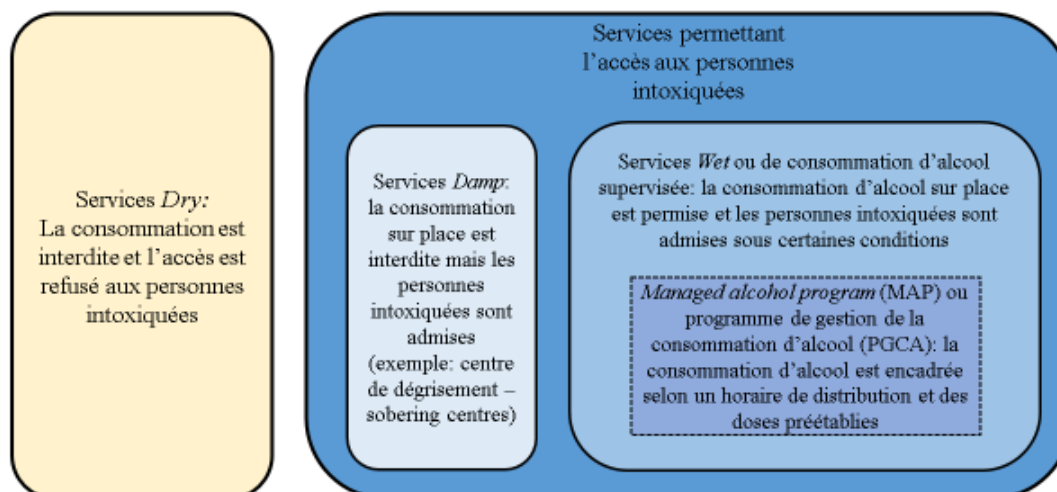 Services Dry:
La consommation est
interdite et l'accès est
refusé aux personnes
intoxiquées
Services permettant
l'accès aux personnes
intoxiquées
Services Damp:
la consommation
sur place est
interdite mais les
personnes
intoxiquées sont
admises
(exemple: centre
de dégrisement –
sobering centres)
Services Wet ou de consommation d'alcool
supervisée: la consommation d'alcool sur place
est permise et les personnes intoxiquées sont
admises sous certaines conditions
Managed alcohol program (MAP) ou
programme de gestion de la
consommation d'alcool (PGCA): la
consommation d'alcool est encadrée
selon un horaire de distribution et des
doses préétablies